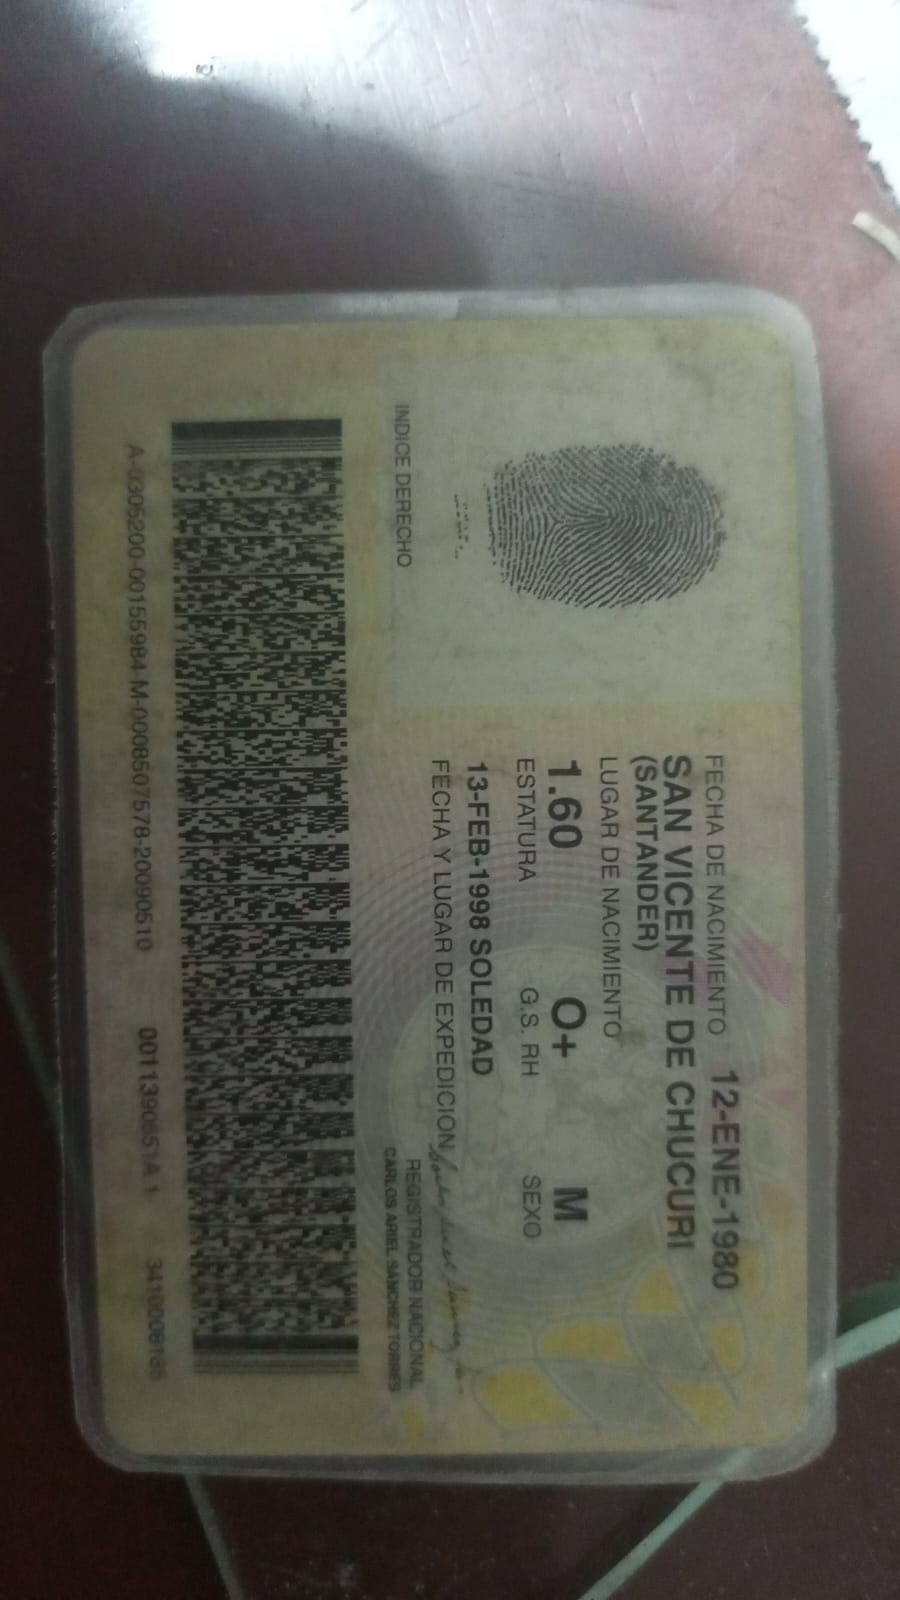 FECHA DE NACIMIENTO 12-ENE-1980
SAN VICENTE DE CHUCURI
(SANTANDER)
LUGAR DE NACIMIENTO
1.60 O+ M
ESTATURA G.S. RH SEXO
13-FEB-1998 SOLEDAD
FECHA Y LUGAR DE EXPEDICION
REGISTRADOR NACIONAL
CARLOS ARIEL SANCHEZ TORRES
INDICE DERECHO
A-0306200-00155984-M-0008507578-20090510 0011390651A 1